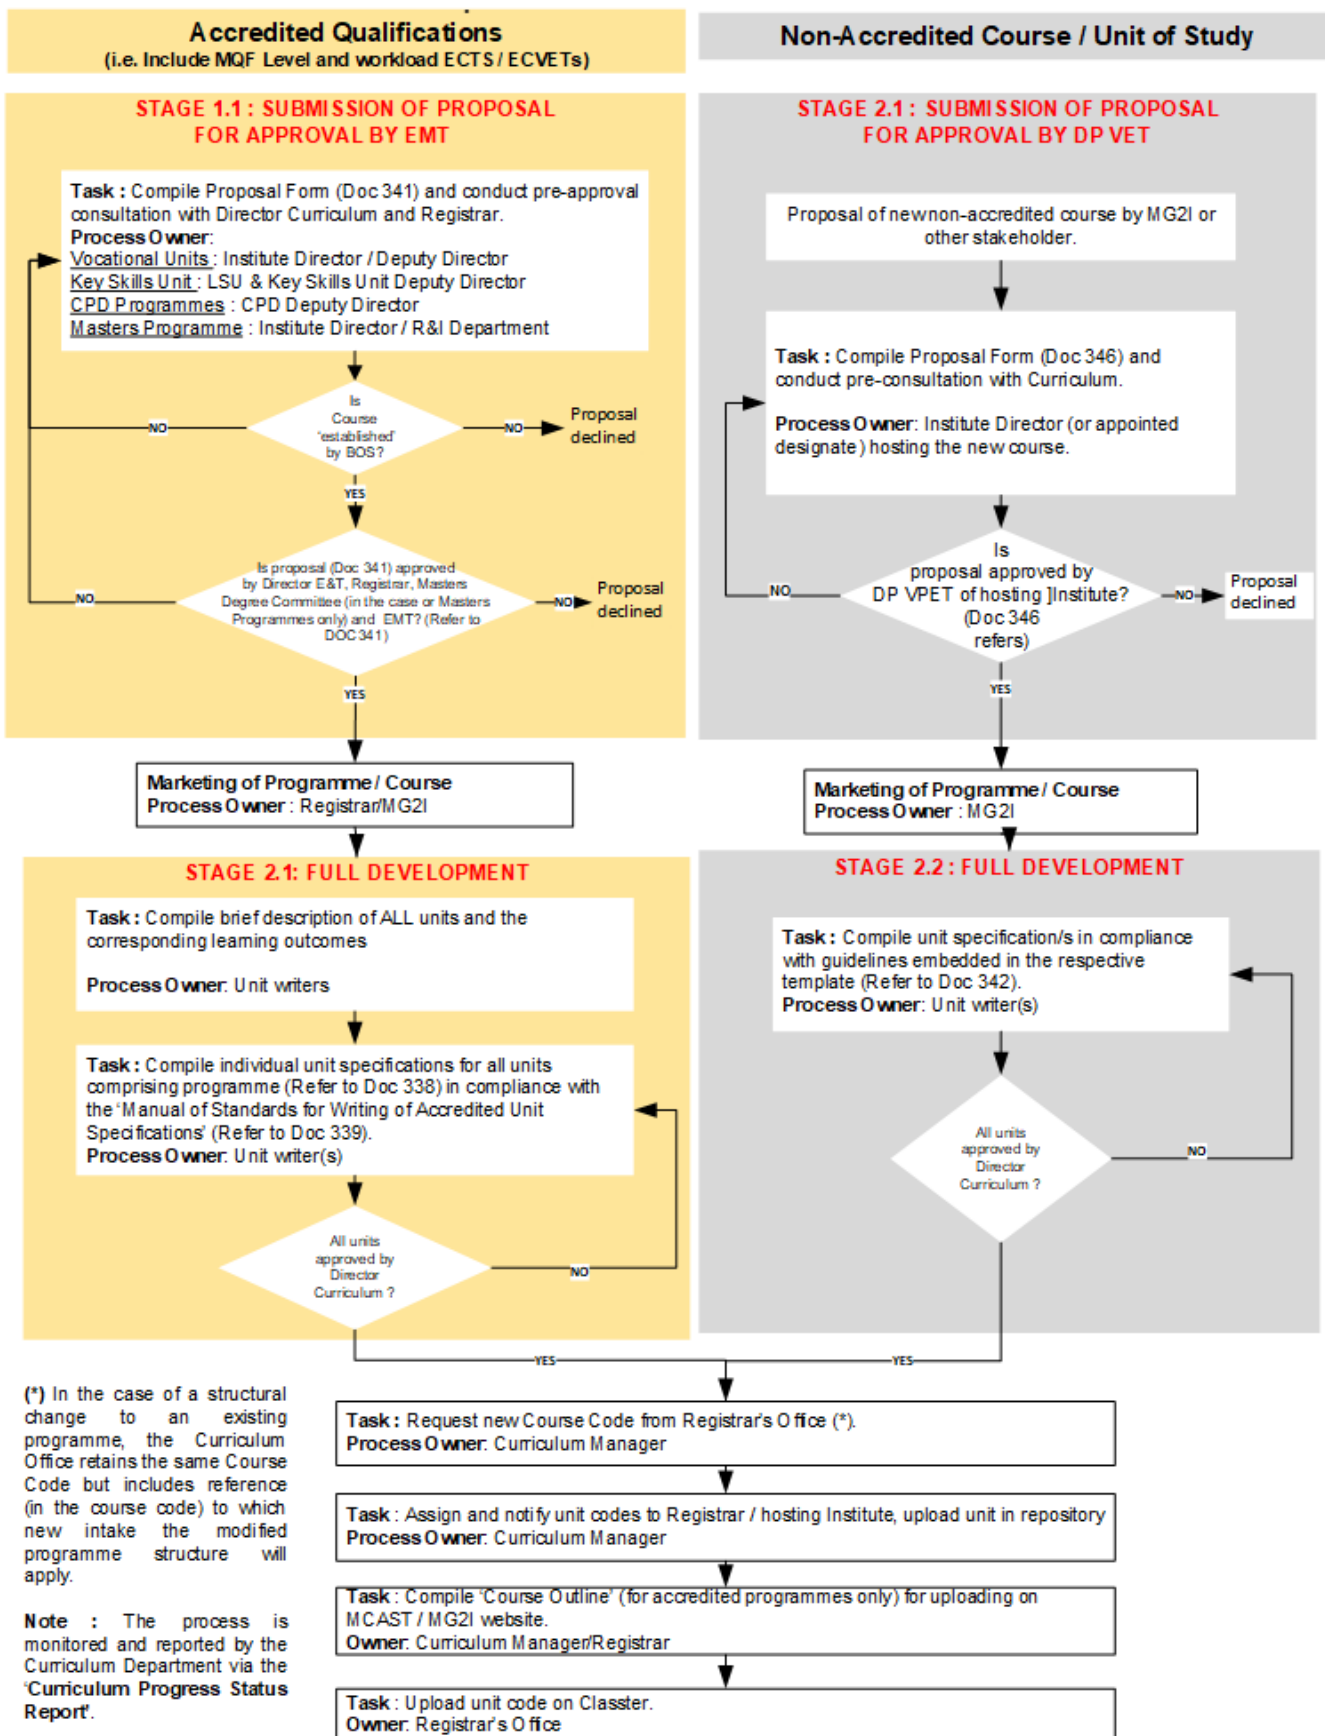 Accredited Qualifications
(i.e. Include MQF Level and workload ECTS / ECVETs)
STAGE 1.1 : SUBMISSION OF PROPOSAL
FOR APPROVAL BY EMT
Task : Compile Proposal Form (Doc 341) and conduct pre-approval
consultation with Director Curriculum and Registrar.
Process Owner:
Vocational Units : Institute Director / Deputy Director
Key Skills Unit : LSU & Key Skills Unit Deputy Director
CPD Programmes : CPD Deputy Director
Masters Programme : Institute Director / R&I Department
Is
Course
'established'
by BOS?
NO
NO
Proposal
declined
YES
Is proposal (Doc 341) approved
by Director E&T, Registrar, Masters
Degree Committee (in the case or Masters
Programmes only) and EMT? (Refer to
DOC 341)
NO
NO
Proposal
declined
YES
Marketing of Programme / Course
Process Owner : Registrar/MG2I
STAGE 2.1: FULL DEVELOPMENT
Task : Compile brief description of ALL units and the
corresponding learning outcomes
Process Owner: Unit writers
Task : Compile individual unit specifications for all units
comprising programme (Refer to Doc 338) in compliance with
the 'Manual of Standards for Writing of Accredited Unit
Specifications' (Refer to Doc 339).
Process Owner: Unit writer(s)
All units
approved by
Director
Curriculum ?
NO
YES
Non-Accredited Course / Unit of Study
STAGE 2.1 : SUBMISSION OF PROPOSAL
FOR APPROVAL BY DP VET
Proposal of newnon-accredited course by MG2I or
other stakeholder.
Task : Compile Proposal Form (Doc 346) and
conduct pre-consultation with Curriculum.
Process Owner: Institute Director (or appointed
designate) hosting the new course.
Is
proposal approved by
DP VPET of hosting ]Institute?
(Doc 346
refers)
NO
NO
Proposal
declined
YES
Marketing of Programme / Course
Process Owner : MG2I
STAGE 2.2 : FULL DEVELOPMENT
Task : Compile unit specification/s in compliance
with guidelines embedded in the respective
template (Refer to Doc 342).
Process Owner: Unit writer(s)
All units
approved by
Director
Curriculum ?
NO
YES
(*) In the case of a structural
change to an existing
programme, the Curriculum
Office retains the same Course
Code but includes reference
(in the course code) to which
new intake the modified
programme structure will
apply.
Note : The process is
monitored and reported by the
Curriculum Department via the
'Curriculum Progress Status
Report'.
Task : Request new Course Code from Registrar's Office (*).
Process Owner: Curriculum Manager
Task : Assign and notify unit codes to Registrar / hosting Institute, upload unit in repository
Process Owner: Curriculum Manager
Task : Compile 'Course Outline' (for accredited programmes only) for uploading on
MCAST / MG2I website.
Owner: Curriculum Manager/Registrar
Task : Upload unit code on Classter.
Owner: Registrar's Office